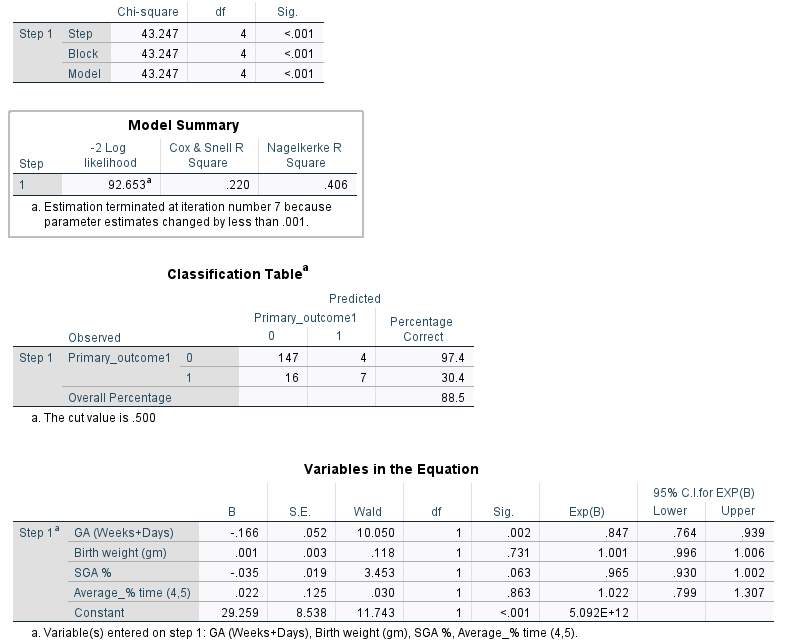 Chi-square df Sig.
Step 1 Step 43.247 4 <.001
Block 43.247 4 <.001
Model 43.247 4 <.001
Model Summary
Step -2 Log likelihood Cox & Snell R Square Nagelkerke R Square
1 92.653a .220 .406
a. Estimation terminated at iteration number 7 because
parameter estimates changed by less than .001.
Classification Tablea
Predicted
Primary_outcome1 Percentage Correct
Observed 0 1
Step 1 Primary_outcome1 0 147 4 97.4
1 16 7 30.4
Overall Percentage 88.5
a. The cut value is .500
Variables in the Equation
95% C.I.for EXP(B)
B S.E. Wald df Sig. Exp(B) Lower Upper
Step 1a GA (Weeks+Days) -.166 .052 10.050 1 .002 .847 .764 .939
Birth weight (gm) .001 .003 .118 1 .731 1.001 .996 1.006
SGA % -.035 .019 3.453 1 .063 .965 .930 1.002
Average_% time (4,5) .022 .125 .030 1 .863 1.022 .799 1.307
Constant 29.259 8.538 11.743 1 <.001 5.092E+12
a. Variable(s) entered on step 1: GA (Weeks+Days), Birth weight (gm), SGA %, Average_% time (4,5).